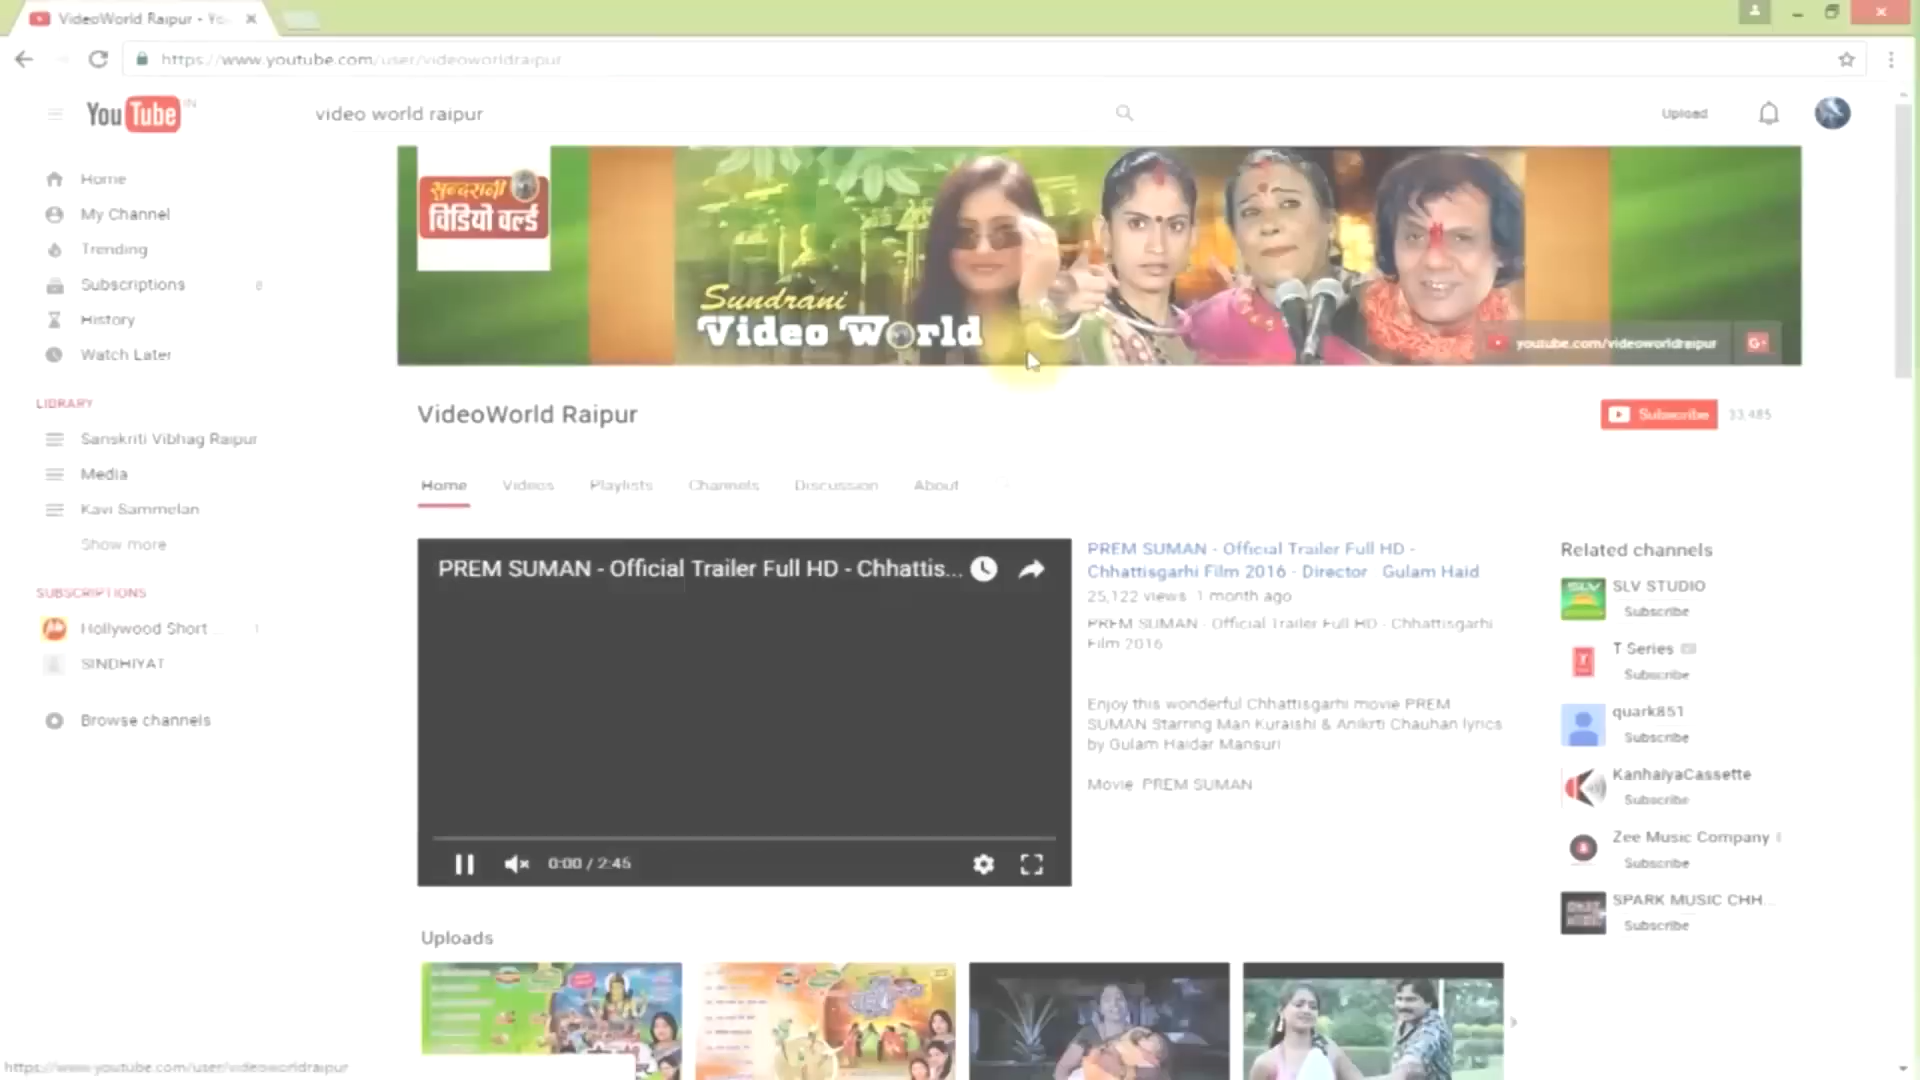 VideoWorld Raipur - Yo
https://www.youtube.com/user/videoworldraipur
YouTube IN
video world raipur
Upload
Home
My Channel
Trending
Subscriptions 8
History
Watch Later
LIBRARY
Sanskriti Vibhag Raipur
Media
Kavi Sammelan
Show more
SUBSCRIPTIONS
Hollywood Short ... 1
SINDHIYAT
Browse channels
सुन्दरानी
विडियो वर्ल्ड
Sundrani
Video World
youtube.com/videoworldraipur
G+
VideoWorld Raipur
Subscribe 33,485
Home Videos Playlists Channels Discussion About
PREM SUMAN - Official Trailer Full HD - Chhattis...
0:00 / 2:45
PREM SUMAN - Official Trailer Full HD -
Chhattisgarhi Film 2016 - Director Gulam Haid
25,122 views 1 month ago
PREM SUMAN - Official Trailer Full HD - Chhattisgarhi
Film 2016
Enjoy this wonderful Chhattisgarhi movie PREM
SUMAN Starring Man Kuraishi & Anikrti Chauhan lyrics
by Gulam Haidar Mansuri
Movie PREM SUMAN
Related channels
SLV STUDIO
Subscribe
T Series
Subscribe
quark851
Subscribe
KanhaiyaCassette
Subscribe
Zee Music Company
Subscribe
SPARK MUSIC CHH...
Subscribe
Uploads
https://www.youtube.com/user/videoworldraipur